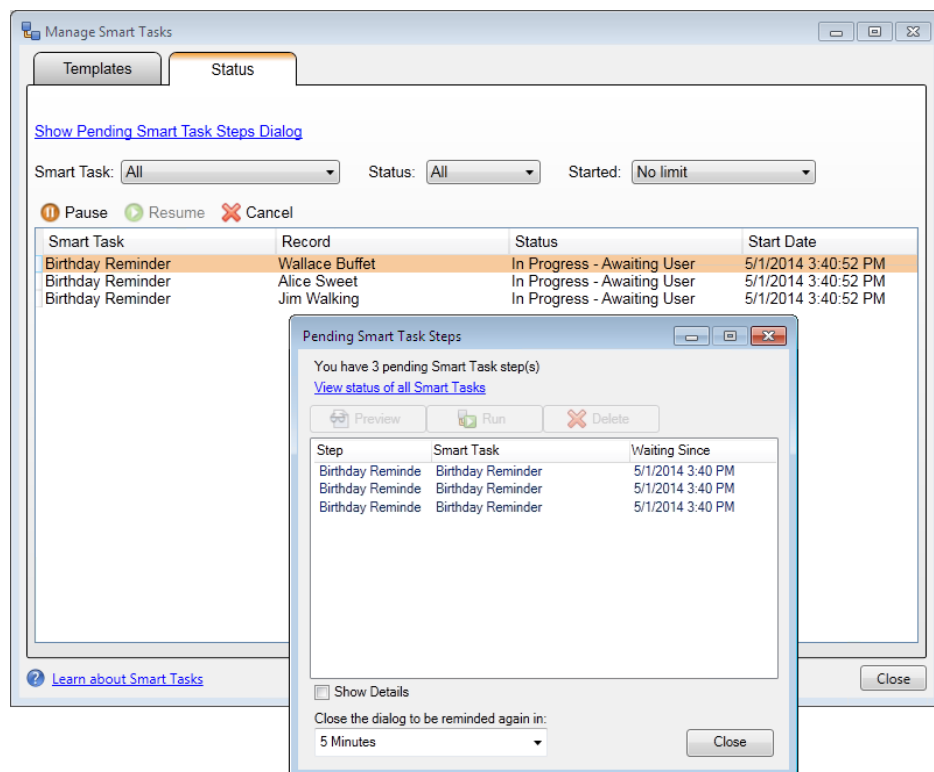 Manage Smart Tasks
Templates Status
Show Pending Smart Task Steps Dialog
Smart Task: All Status: All Started: No limit
Pause Resume Cancel
Smart Task Record Status Start Date
Birthday Reminder Wallace Buffet In Progress - Awaiting User 5/1/2014 3:40:52 PM
Birthday Reminder Alice Sweet In Progress - Awaiting User 5/1/2014 3:40:52 PM
Birthday Reminder Jim Walking In Progress - Awaiting User 5/1/2014 3:40:52 PM
Pending Smart Task Steps
You have 3 pending Smart Task step(s)
View status of all Smart Tasks
Preview Run Delete
Step Smart Task Waiting Since
Birthday Reminde Birthday Reminder 5/1/2014 3:40 PM
Birthday Reminde Birthday Reminder 5/1/2014 3:40 PM
Birthday Reminde Birthday Reminder 5/1/2014 3:40 PM
Show Details
Close the dialog to be reminded again in:
5 Minutes Close
Learn about Smart Tasks Close